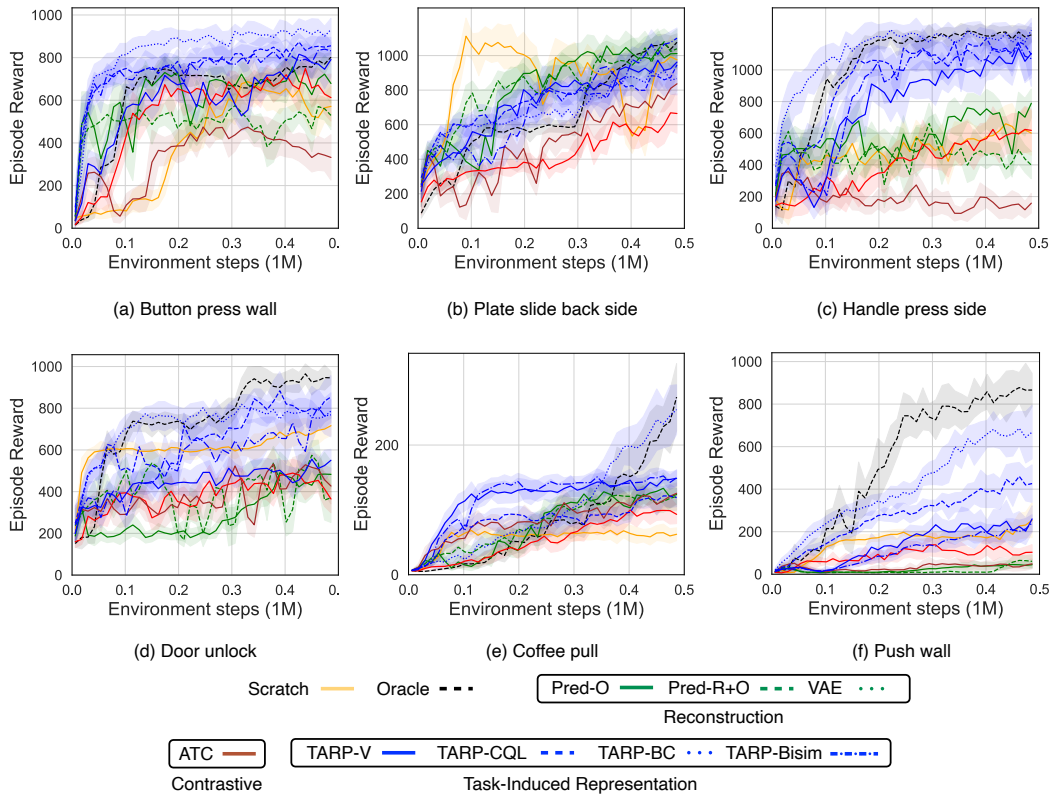 1000
800
600
400
200
0
Episode Reward
0.0 0.1 0.2 0.3 0.4 0.
Environment steps (1M)
(a) Button press wall
1000
800
600
400
200
0
Episode Reward
0.0 0.1 0.2 0.3 0.4 0.5
Environment steps (1M)
(b) Plate slide back side
1200
1000
800
600
400
200
0
Episode Reward
0.0 0.1 0.2 0.3 0.4 0.5
Environment steps (1M)
(c) Handle press side
1000
800
600
400
200
0
Episode Reward
0.0 0.1 0.2 0.3 0.4 0.
Environment steps (1M)
(d) Door unlock
200
0
Episode Reward
0.0 0.1 0.2 0.3 0.4 0.5
Environment steps (1M)
(e) Coffee pull
1000
800
600
400
200
0
Episode Reward
0.0 0.1 0.2 0.3 0.4 0.5
Environment steps (1M)
(f) Push wall
Scratch Oracle Pred-O Pred-R+O VAE
Reconstruction
ATC TARP-V TARP-CQL TARP-BC TARP-Bisim
Contrastive Task-Induced Representation